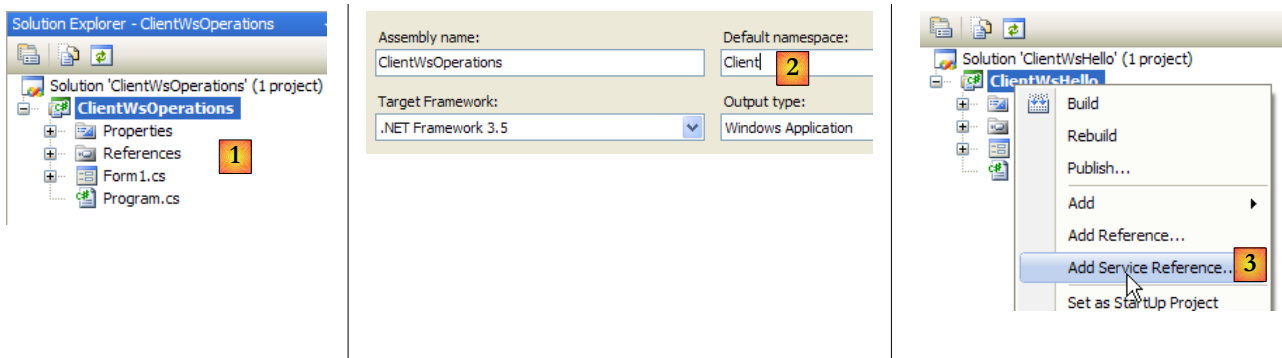 Solution Explorer - ClientWsOperations
Solution 'ClientWsOperations' (1 project)
ClientWsOperations
Properties
References
1
Form1.cs
Program.cs
Assembly name:
Default namespace:
ClientWsOperations
Client
2
Target Framework:
Output type:
.NET Framework 3.5
Windows Application
Solution 'ClientWsHello' (1 project)
ClientWsHello
Build
Rebuild
Publish...
Add
Add Reference...
Add Service Reference...
3
Set as StartUp Project